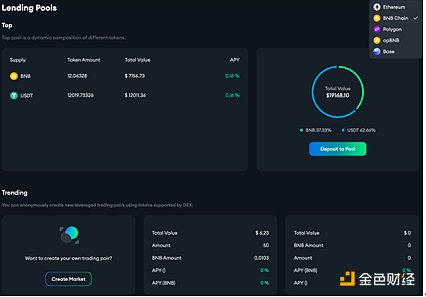 Lending Pools
Ethereum
BNB Chain
Polygon
opBNB
Base
Top
Top pool is a dynamic composition of different tokens.
Supply Token Amount Total Value APY
BNB 12.06328 $ 7156.73 0.16 %
USDT 12019.73326 $ 12011.36 0.16 %
Total Value
$19168.10
BNB 37.33% USDT 62.66%
Deposit to Pool
Trending
You can anonymously create new leveraged trading pairs using tokens supported by DEX.
Want to create your own trading pair?
Create Market
Total Value $ 6.23
Amount 50
BNB Amount 0.0103
APY () 0 %
APY (BNB) 0 %
Total Value $ 0
Amount 0
BNB Amount 0
APY (BNB) 0 %
APY ()
金色财经